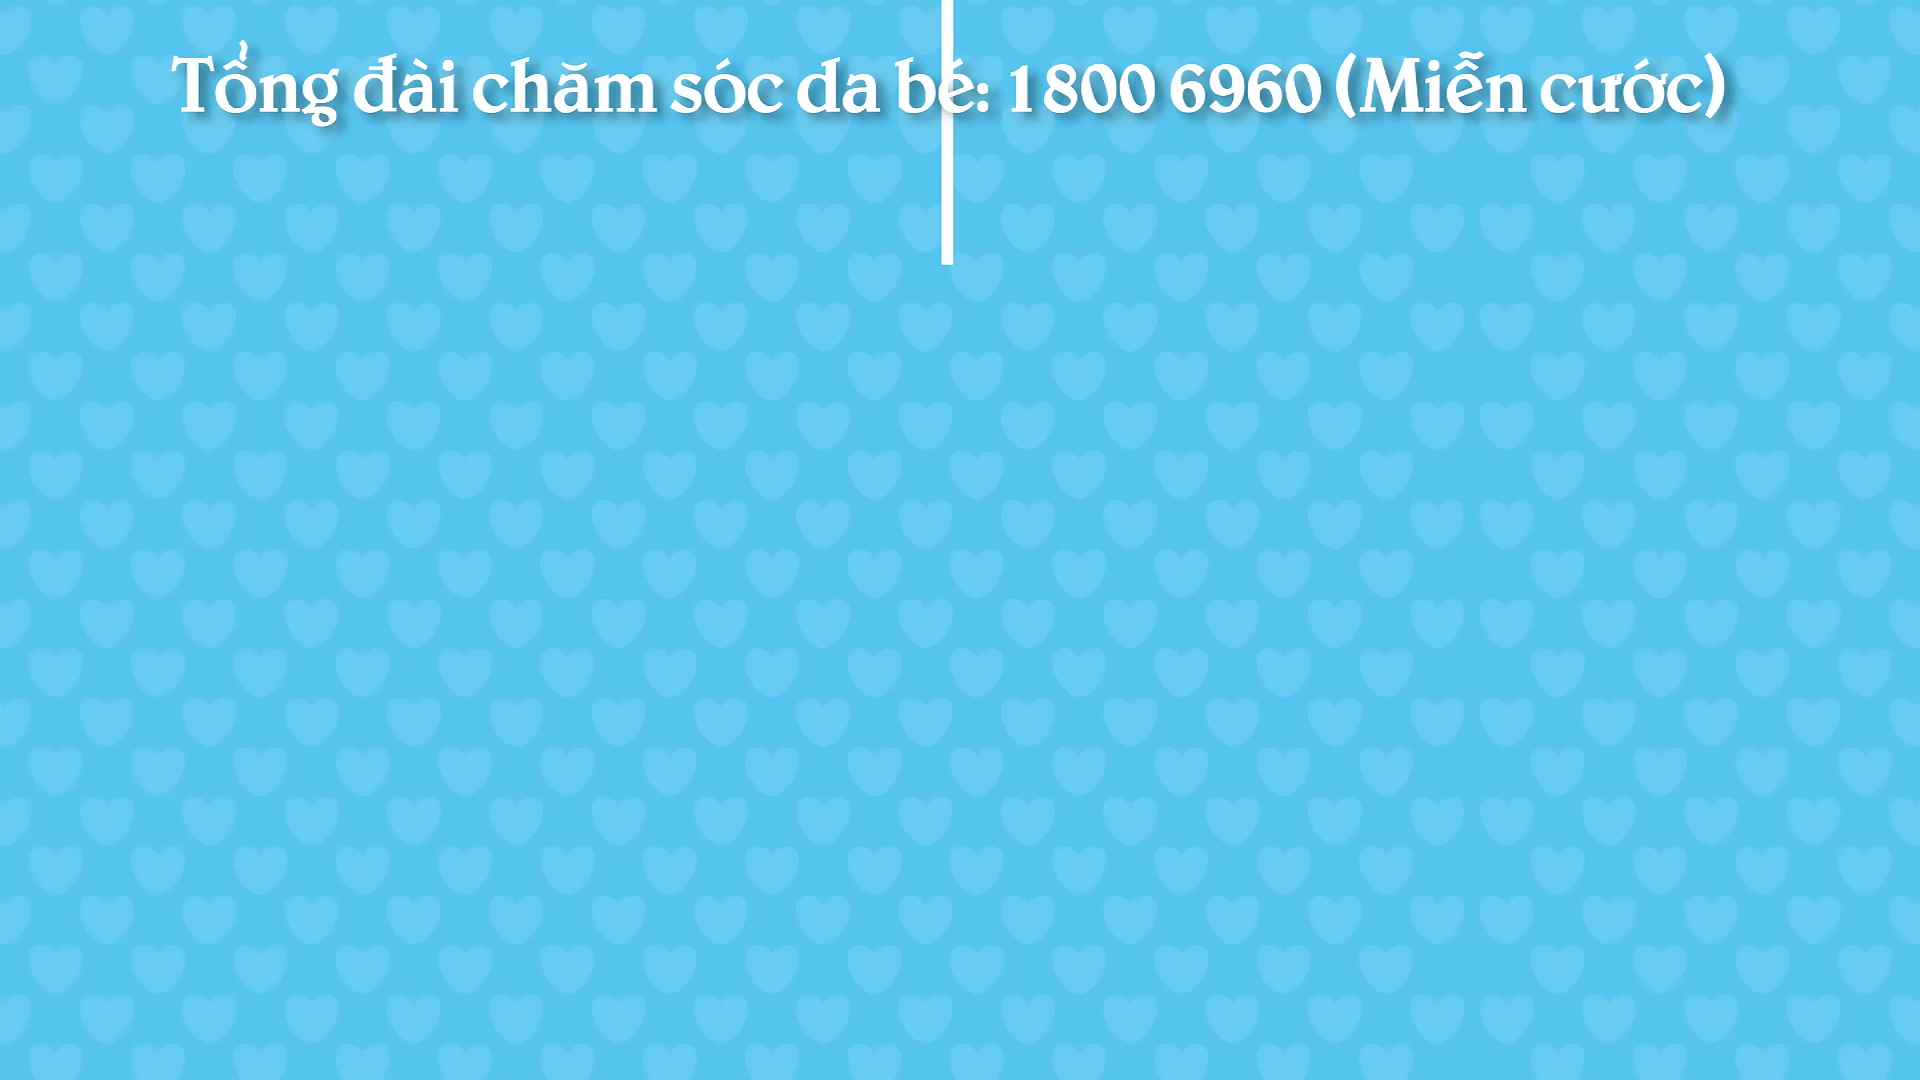 Tổng đài chăm sóc da bé: 1800 6960 (Miễn cước)